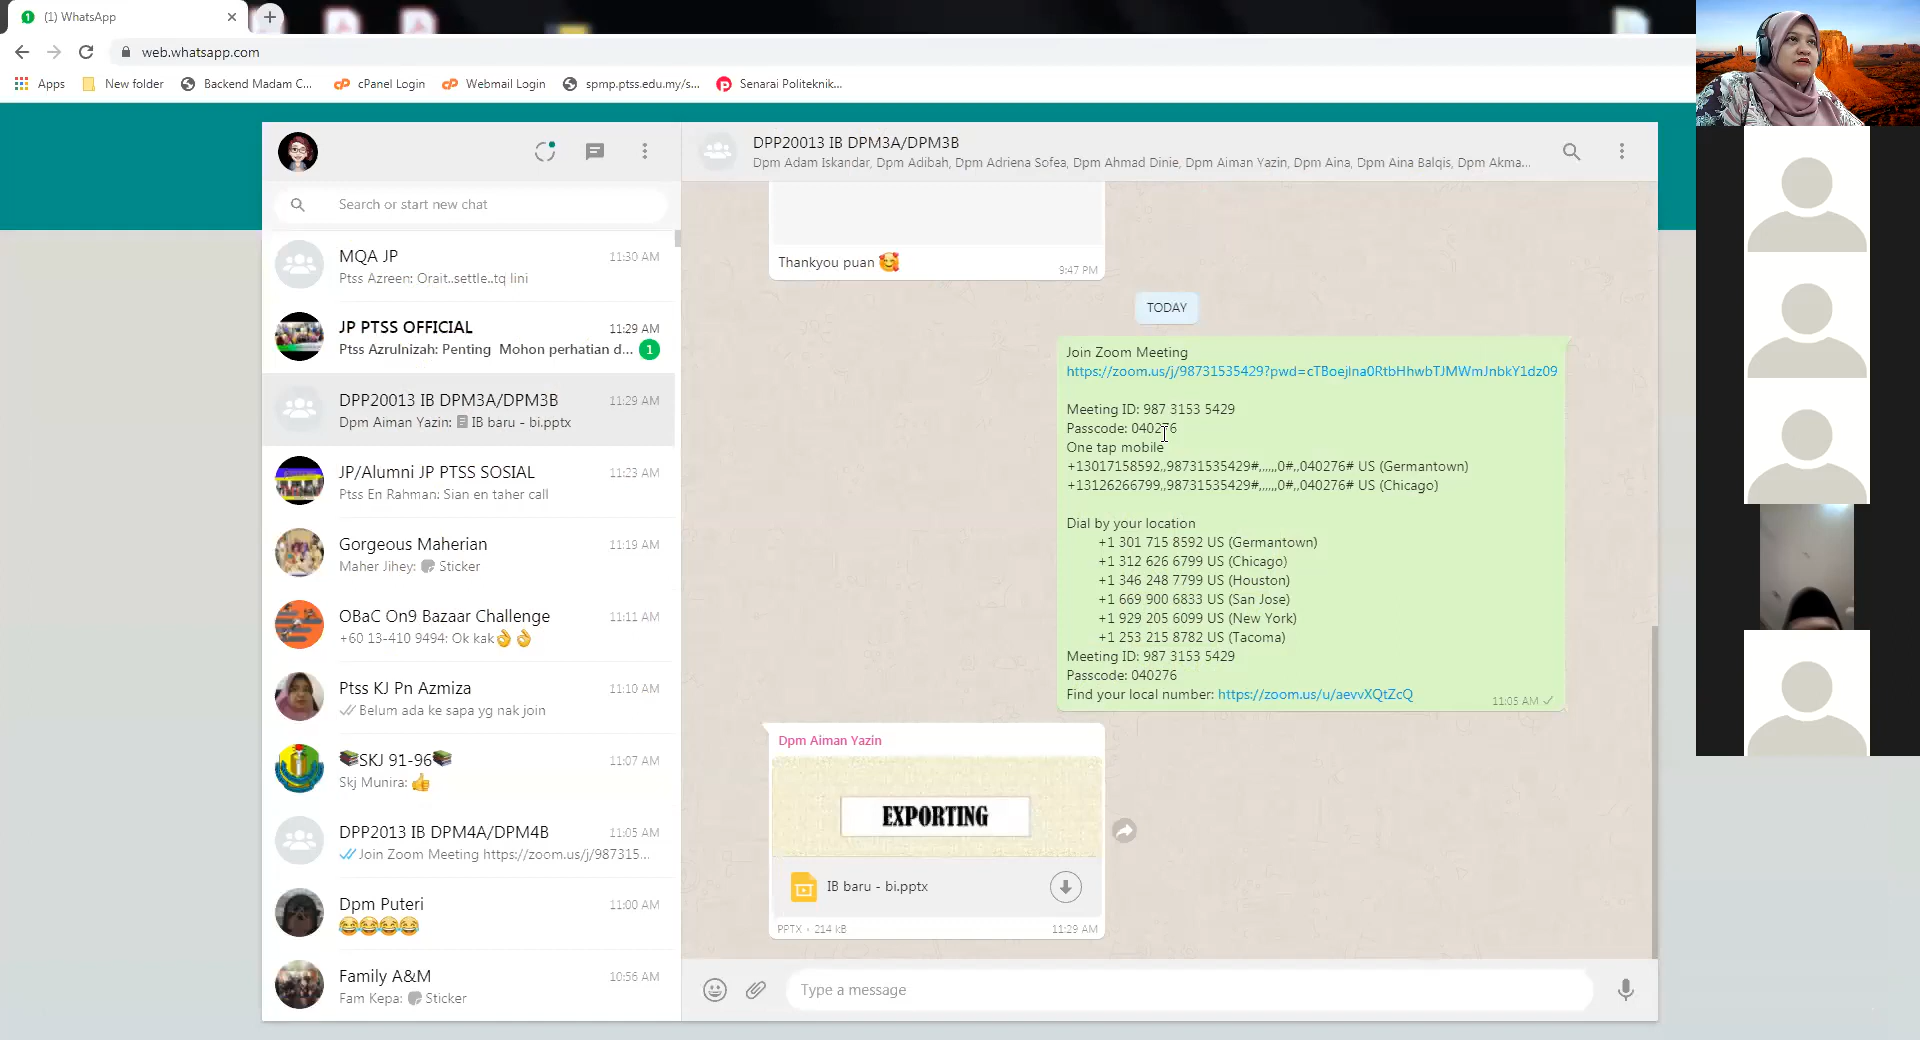 (1) WhatsApp
web.whatsapp.com
Apps New folder Backend Madam C... cPanel Login Webmail Login spmp.ptss.edu.my/s... Senarai Politeknik...
Search or start new chat
MQA JP 11:30 AM
Ptss Azreen: Orait..settle..tq lini
JP PTSS OFFICIAL 11:29 AM
Ptss Azrulnizah: Penting Mohon perhatian d... 1
DPP20013 IB DPM3A/DPM3B 11:29 AM
Dpm Aiman Yazin: IB baru - bi.pptx
JP/Alumni JP PTSS SOSIAL 11:23 AM
Ptss En Rahman: Sian en taher call
Gorgeous Maherian 11:19 AM
Maher Jihey: Sticker
OBaC On9 Bazaar Challenge 11:11 AM
+60 13-410 9494: Ok kak👌👌
Ptss KJ Pn Azmiza 11:10 AM
Belum ada ke sapa yg nak join
📚SKJ 91-96📚 11:07 AM
Skj Munira: 👍
DPP2013 IB DPM4A/DPM4B 11:05 AM
Join Zoom Meeting https://zoom.us/j/987315...
Dpm Puteri 11:00 AM
😂😂😂😂
Family A&M 10:56 AM
Fam Kepa: Sticker
DPP20013 IB DPM3A/DPM3B
Dpm Adam Iskandar, Dpm Adibah, Dpm Adriena Sofea, Dpm Ahmad Dinie, Dpm Aiman Yazin, Dpm Aina, Dpm Aina Balqis, Dpm Akma...
Thankyou puan 🥰 9:47 PM
TODAY
Join Zoom Meeting
https://zoom.us/j/98731535429?pwd=cTBoejlna0RtbHhwbTJMWmJnbkY1dz09
Meeting ID: 987 3153 5429
Passcode: 040276
One tap mobile
+13017158592,,98731535429#,,,,,,0#,,040276# US (Germantown)
+13126266799,,98731535429#,,,,,,0#,,040276# US (Chicago)
Dial by your location
+1 301 715 8592 US (Germantown)
+1 312 626 6799 US (Chicago)
+1 346 248 7799 US (Houston)
+1 669 900 6833 US (San Jose)
+1 929 205 6099 US (New York)
+1 253 215 8782 US (Tacoma)
Meeting ID: 987 3153 5429
Passcode: 040276
Find your local number: https://zoom.us/u/aevvXQtZcQ 11:05 AM
Dpm Aiman Yazin
EXPORTING
IB baru - bi.pptx
PPTX • 214 kB 11:29 AM
Type a message